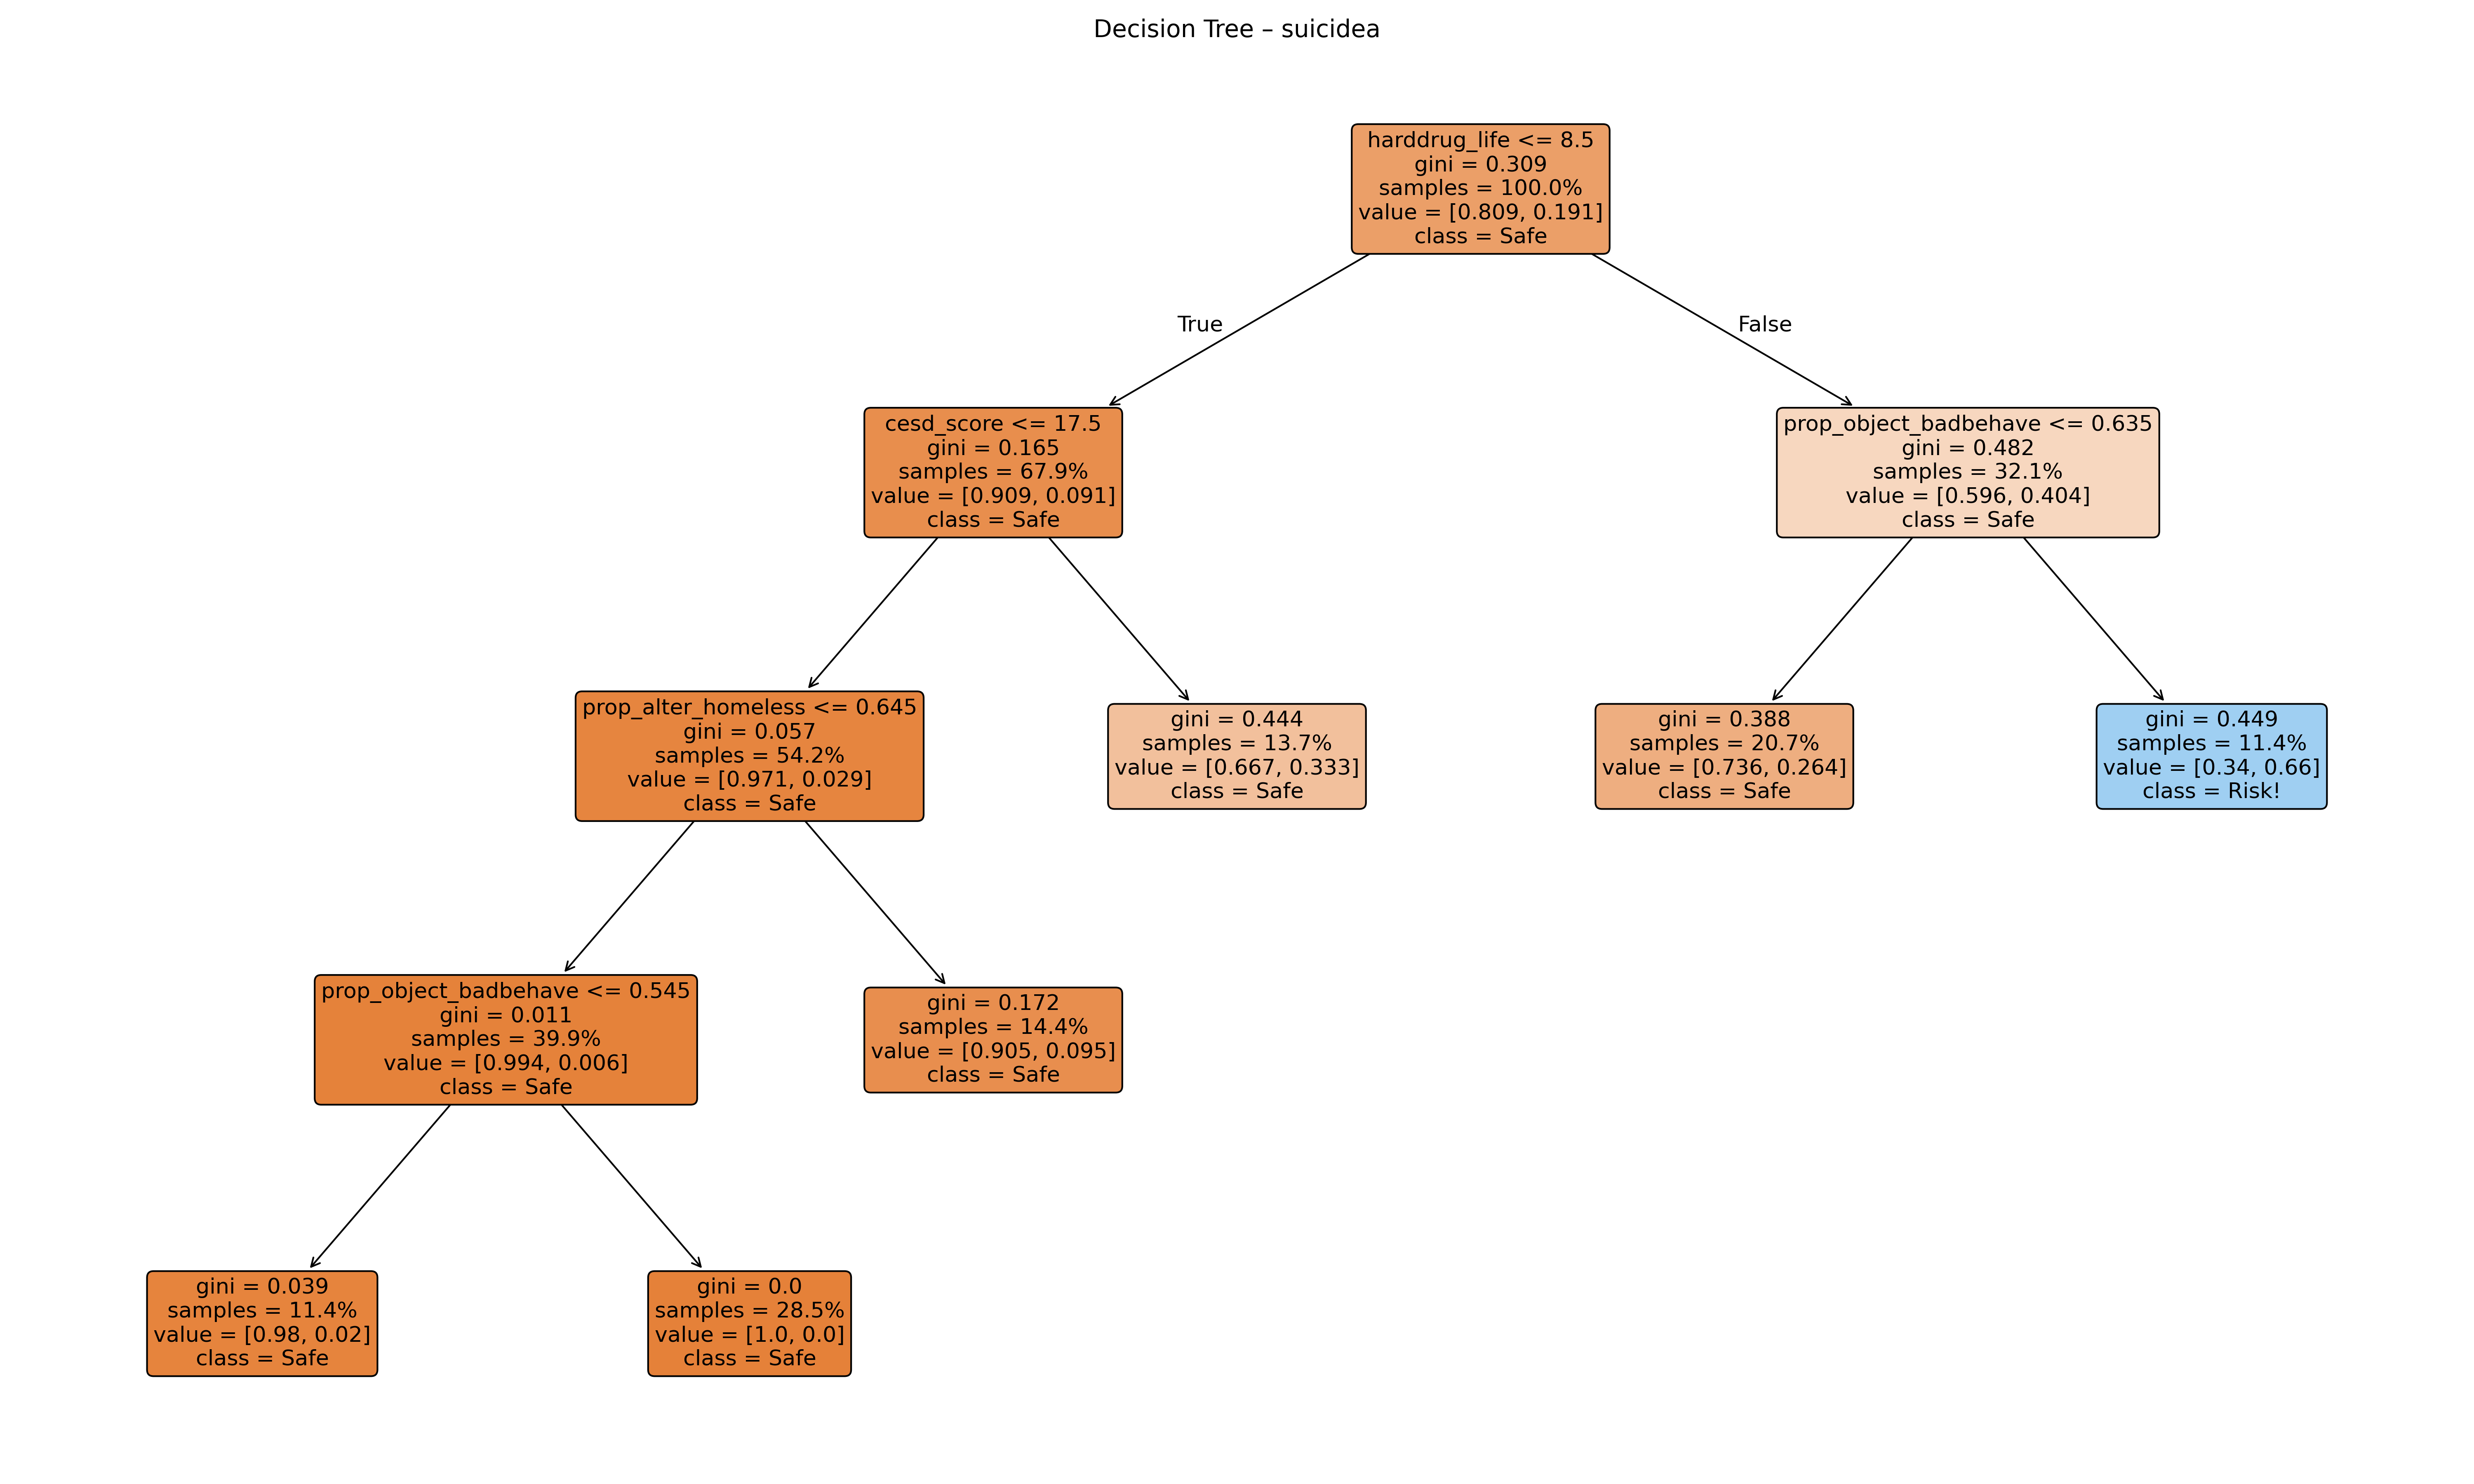 Decision Tree – suicidea
harddrug_life <= 8.5
gini = 0.309
samples = 100.0%
value = [0.809, 0.191]
class = Safe
True
False
cesd_score <= 17.5
gini = 0.165
samples = 67.9%
value = [0.909, 0.091]
class = Safe
prop_object_badbehave <= 0.635
gini = 0.482
samples = 32.1%
value = [0.596, 0.404]
class = Safe
prop_alter_homeless <= 0.645
gini = 0.057
samples = 54.2%
value = [0.971, 0.029]
class = Safe
gini = 0.444
samples = 13.7%
value = [0.667, 0.333]
class = Safe
gini = 0.388
samples = 20.7%
value = [0.736, 0.264]
class = Safe
gini = 0.449
samples = 11.4%
value = [0.34, 0.66]
class = Risk!
prop_object_badbehave <= 0.545
gini = 0.011
samples = 39.9%
value = [0.994, 0.006]
class = Safe
gini = 0.172
samples = 14.4%
value = [0.905, 0.095]
class = Safe
gini = 0.039
samples = 11.4%
value = [0.98, 0.02]
class = Safe
gini = 0.0
samples = 28.5%
value = [1.0, 0.0]
class = Safe